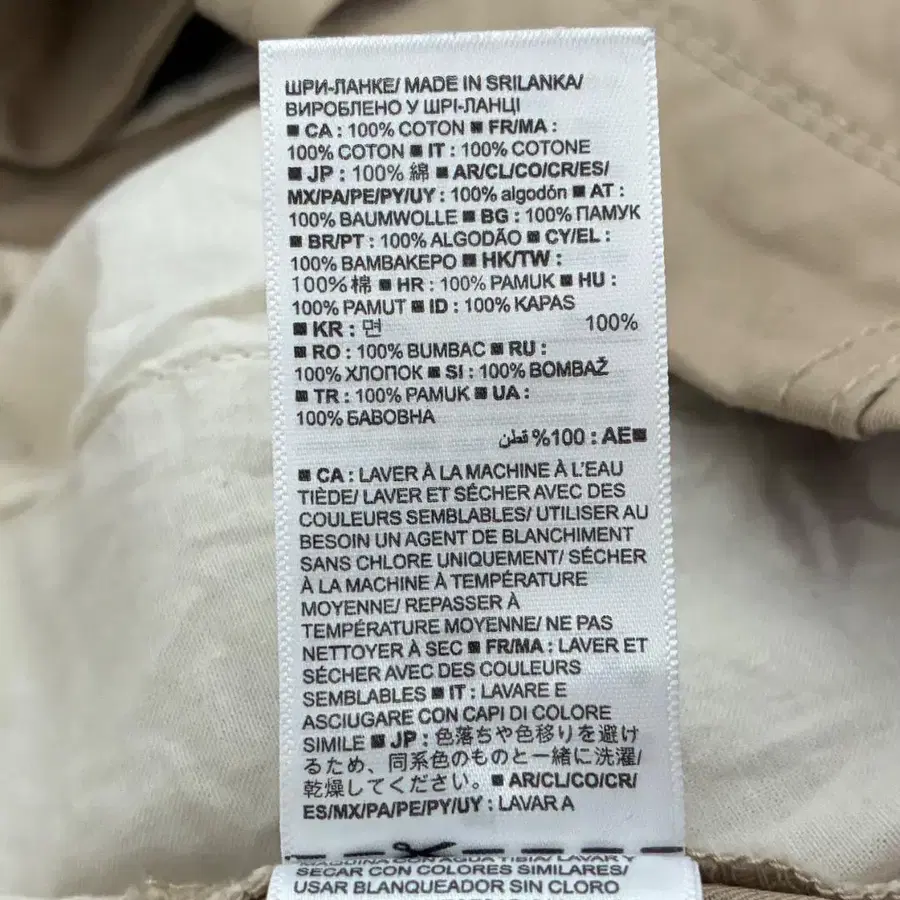 ШРИ-ЛАНКЕ/ MADE IN SRILANKA/
ВИРОБЛЕНО У ШРІ-ЛАНЦІ
■ CA : 100% COTON ■ FR/MA :
100% COTON ■ IT : 100% COTONE
■ JP : 100% 綿 ■ AR/CL/CO/CR/ES/
MX/PA/PE/PY/UY : 100% algodón ■ AT :
100% BAUMWOLLE ■ BG : 100% ПАМУК
■ BR/PT : 100% ALGODÃO ■ CY/EL :
100% ΒΑΜΒΑΚΕΡΟ ■ HK/TW :
100% 棉 ■ HR : 100% PAMUK ■ HU :
100% PAMUT ■ ID : 100% KAPAS
■ KR : 면 100%
■ RO : 100% BUMBAC ■ RU :
100% ХЛОПОК ■ SI : 100% BOMBAŽ
■ TR : 100% PAMUK ■ UA :
100% БАВОВНА
■AE : 100% قطن
■ CA : LAVER À LA MACHINE À L'EAU
TIÈDE/ LAVER ET SÉCHER AVEC DES
COULEURS SEMBLABLES/ UTILISER AU
BESOIN UN AGENT DE BLANCHIMENT
SANS CHLORE UNIQUEMENT/ SÉCHER
À LA MACHINE À TEMPÉRATURE
MOYENNE/ REPASSER À
TEMPÉRATURE MOYENNE/ NE PAS
NETTOYER À SEC ■ FR/MA : LAVER ET
SÉCHER AVEC DES COULEURS
SEMBLABLES ■ IT : LAVARE E
ASCIUGARE CON CAPI DI COLORE
SIMILE ■ JP : 色落ちや色移りを避け
るため、同系色のものと一緒に洗濯/
乾燥してください。■ AR/CL/CO/CR/
ES/MX/PA/PE/PY/UY : LAVAR A
MÁQUINA CON AGUA TIBIA/ LAVAR Y
SECAR CON COLORES SIMILARES/
USAR BLANQUEADOR SIN CLORO